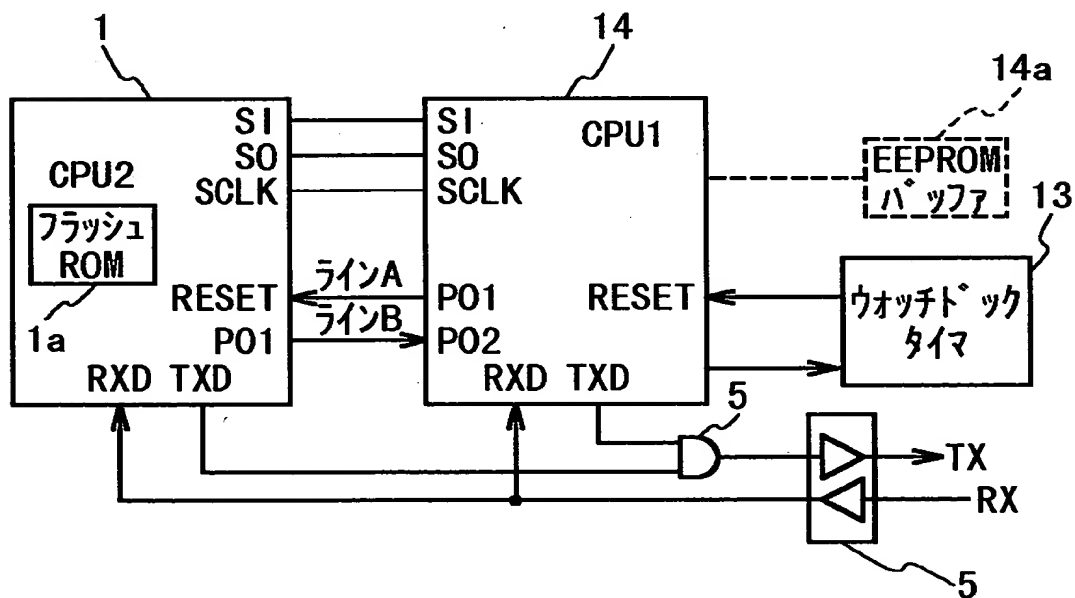 1
14
14a
SI
SO
SCLK
CPU2
フラッシュ
ROM
1a
RESET
PO1
RXD TXD
ラインA
ラインB
SI
SO
SCLK
CPU1
PO1
PO2
RESET
RXD TXD
EEPROM
バッファ
13
ウォッチドック
タイマ
5
TX
RX
5